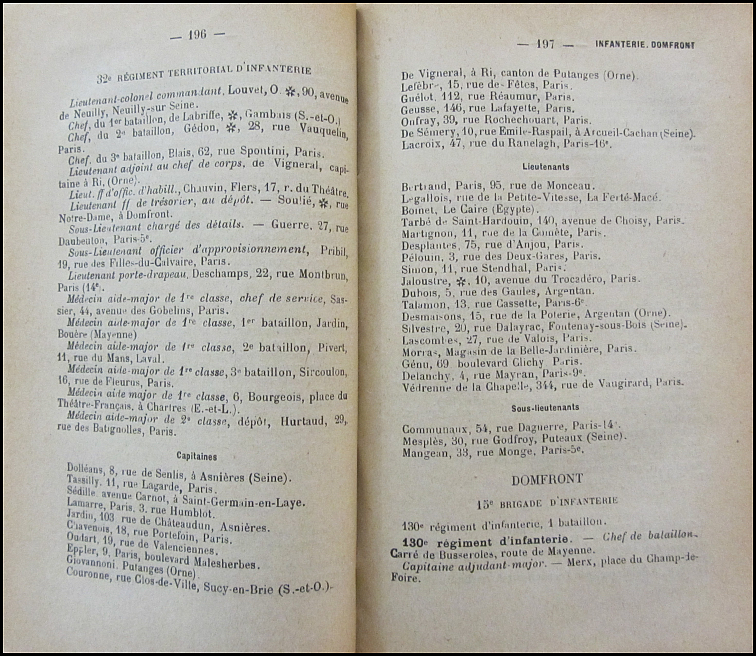 — 196 —
32e RÉGIMENT TERRITORIAL D'INFANTERIE
Lieutenant-colonel commandant, Louvet, O. ✻, 90, avenue
de Neuilly, Neuilly-sur Seine.
Chef, du 1er bataillon, de Labriffe, ✻, Gambais (S.-et-O.)
Chef, du 2e bataillon, Gédon, ✻, 28, rue Vauquelin,
Paris.
Chef, du 3e bataillon, Blais, 62, rue Spontini, Paris.
Lieutenant adjoint au chef de corps, de Vigneral, capi-
taine à Ri, (Orne).
Lieut. ff d'offic. d'habill., Chauvin, Flers, 17, r. du Théâtre.
Lieutenant ff de trésorier, au dépôt. — Soulié, ✻, rue
Notre-Dame, à Domfront.
Sous-Lieutenant chargé des détails. — Guerre, 27, rue
Daubenton, Paris-5e.
Sous-Lieutenant officier d'approvisionnement, Pribil,
19, rue des Filles-du-Calvaire, Paris.
Lieutenant porte-drapeau, Deschamps, 22, rue Montbrun,
Paris (14e.
Médecin aide-major de 1re classe, chef de service, Sas-
sier, 44, avenue des Gobelins, Paris.
Médecin aide-major de 1re classe, 1er bataillon, Jardin,
Bouère (Mayenne)
Médecin aide-major de 1re classe, 2e bataillon, Pivert,
11, rue du Mans, Laval.
Médecin aide-major de 1re classe, 3e bataillon, Sircoulon,
16, rue de Fleurus, Paris.
Médecin aide major de 1re classe, 6, Bourgeois, place du
Théâtre-Français, à Chartres (E.-et-L.).
Médecin aide-major de 2e classe, dépôt, Hurtaud, 29,
rue des Batignolles, Paris.
Capitaines
Dolléans, 8, rue de Senlis, à Asnières (Seine).
Tassilly, 11, rue Lagarde, Paris.
Sédille, avenue Carnot, à Saint-Germain-en-Laye.
Lamarre, Paris, 3, rue Humblot.
Jardin, 103 rue de Châteaudun, Asnières.
Chavenois, 18, rue Portefoin, Paris.
Oudart, 19, rue de Valenciennes.
Eppler, 9, Paris, boulevard Malesherbes.
Giovannoni, Putanges (Orne).
Couronne, rue Clos-de-Ville, Sucy-en-Brie (S.-et-O.).
— 197 — INFANTERIE. DOMFRONT
De Vigneral, à Ri, canton de Putanges (Orne).
Lefèbre, 15, rue des Fêtes, Paris.
Guélot, 112, rue Réaumur, Paris.
Geusse, 146, rue Lafayette, Paris.
Onfray, 39, rue Rochechouart, Paris.
De Sémery, 10, rue Emile-Raspail, à Arcueil-Cachan (Seine).
Lacroix, 47, rue du Ranelagh, Paris-16e.
Lieutenants
Bertrand, Paris, 95, rue de Monceau.
Legallois, rue de la Petite-Vitesse, La Ferté-Macé.
Boinet, Le Caire (Egypte).
Tarbé de Saint-Hardouin, 140, avenue de Choisy, Paris.
Martignon, 11, rue de la Comète, Paris.
Desplantes, 75, rue d'Anjou, Paris.
Pélouin, 3, rue des Deux-Gares, Paris.
Simon, 11, rue Stendhal, Paris.
Jaloustre, ✻, 10, avenue du Trocadéro, Paris.
Dubois, 5, rue des Gaules, Argentan.
Talamon, 13, rue Cassette, Paris-6e.
Desmaisons, 15, rue de la Poterie, Argentan (Orne).
Silvestre, 20, rue Dalayrac, Fontenay-sous-Bois (Seine).
Lascombes, 27, rue de Valois, Paris.
Morras, Magasin de la Belle-Jardinière, Paris.
Génu, 69 boulevard Clichy Paris.
Delanchy, 4, rue Mayran, Paris-9e.
Védrenne de la Chapelle, 344, rue de Vaugirard, Paris.
Sous-lieutenants
Communaux, 54, rue Daguerre, Paris-14e.
Mesplès, 30, rue Godfroy, Puteaux (Seine).
Mangean, 33, rue Monge, Paris-5e.
DOMFRONT
15e BRIGADE D'INFANTERIE
130e régiment d'infanterie, 1 bataillon.
130e régiment d'infanterie. — Chef de bataillon.
Carré de Busseroles, route de Mayenne.
Capitaine adjudant-major. — Merx, place du Champ-de-
Foire.